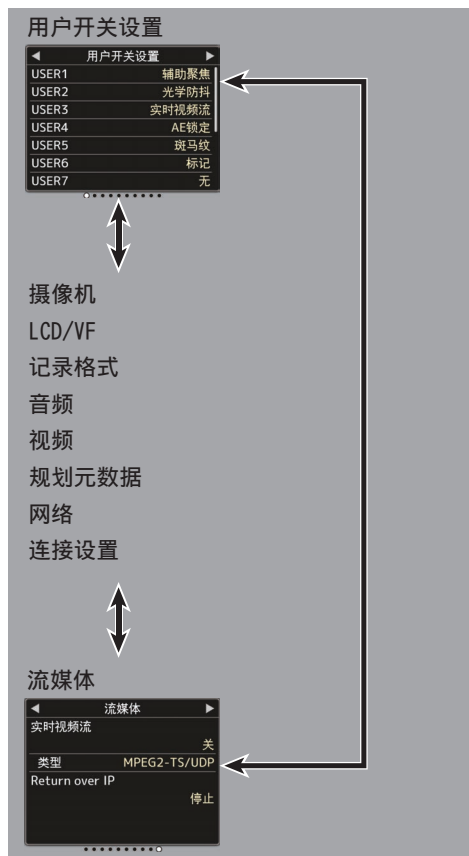 用户开关设置
◀ 用户开关设置 ▶
USER1 辅助聚焦
USER2 光学防抖
USER3 实时视频流
USER4 AE锁定
USER5 斑马纹
USER6 标记
USER7 无
摄像机
LCD/VF
记录格式
音频
视频
规划元数据
网络
连接设置
流媒体
◀ 流媒体 ▶
实时视频流
关
类型 MPEG2-TS/UDP
Return over IP
停止